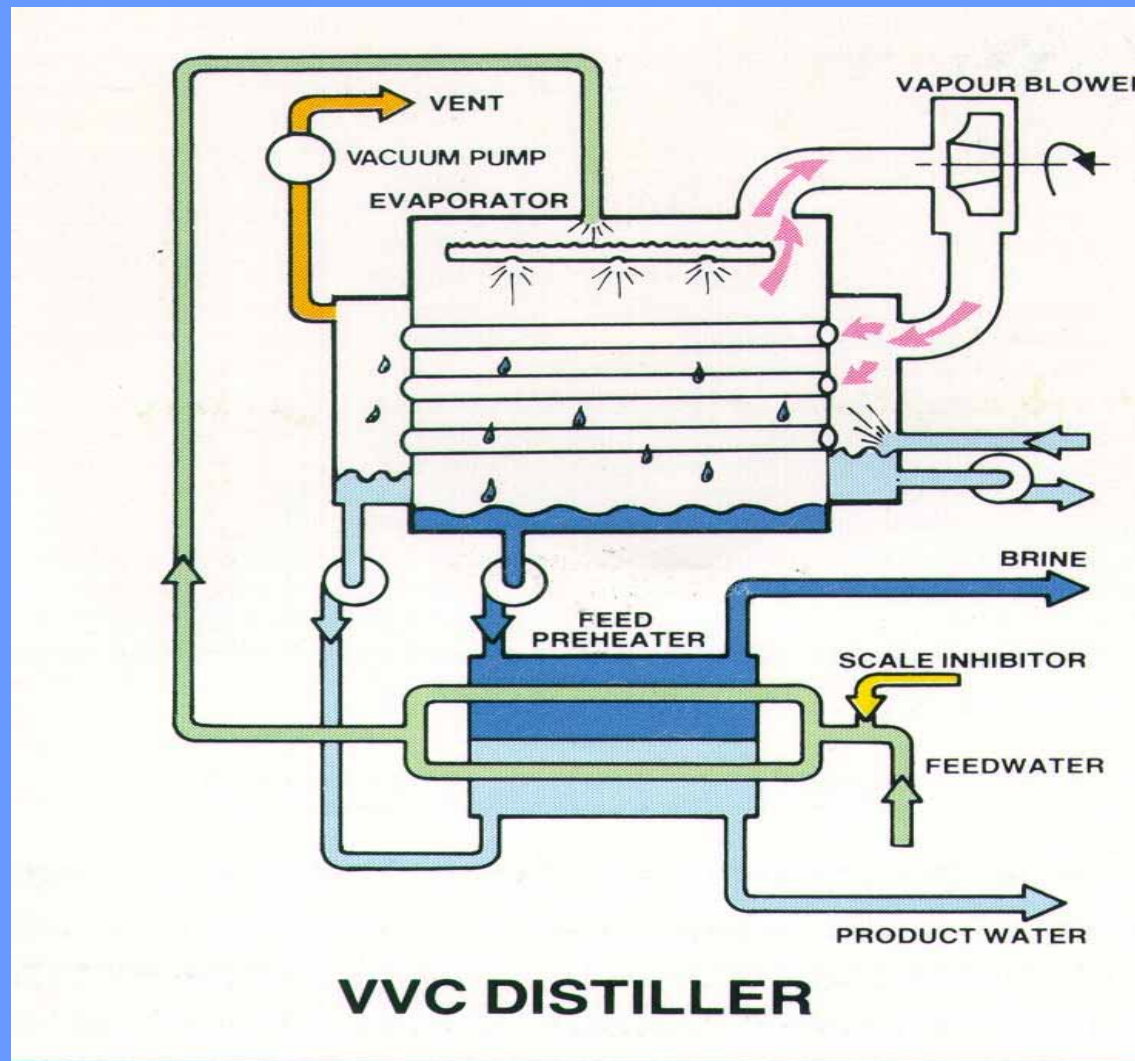 VENT
VAPOUR BLOWER
VACUUM PUMP
EVAPORATOR
BRINE
FEED
PREHEATER
SCALE INHIBITOR
FEEDWATER
PRODUCT WATER
VVC DISTILLER